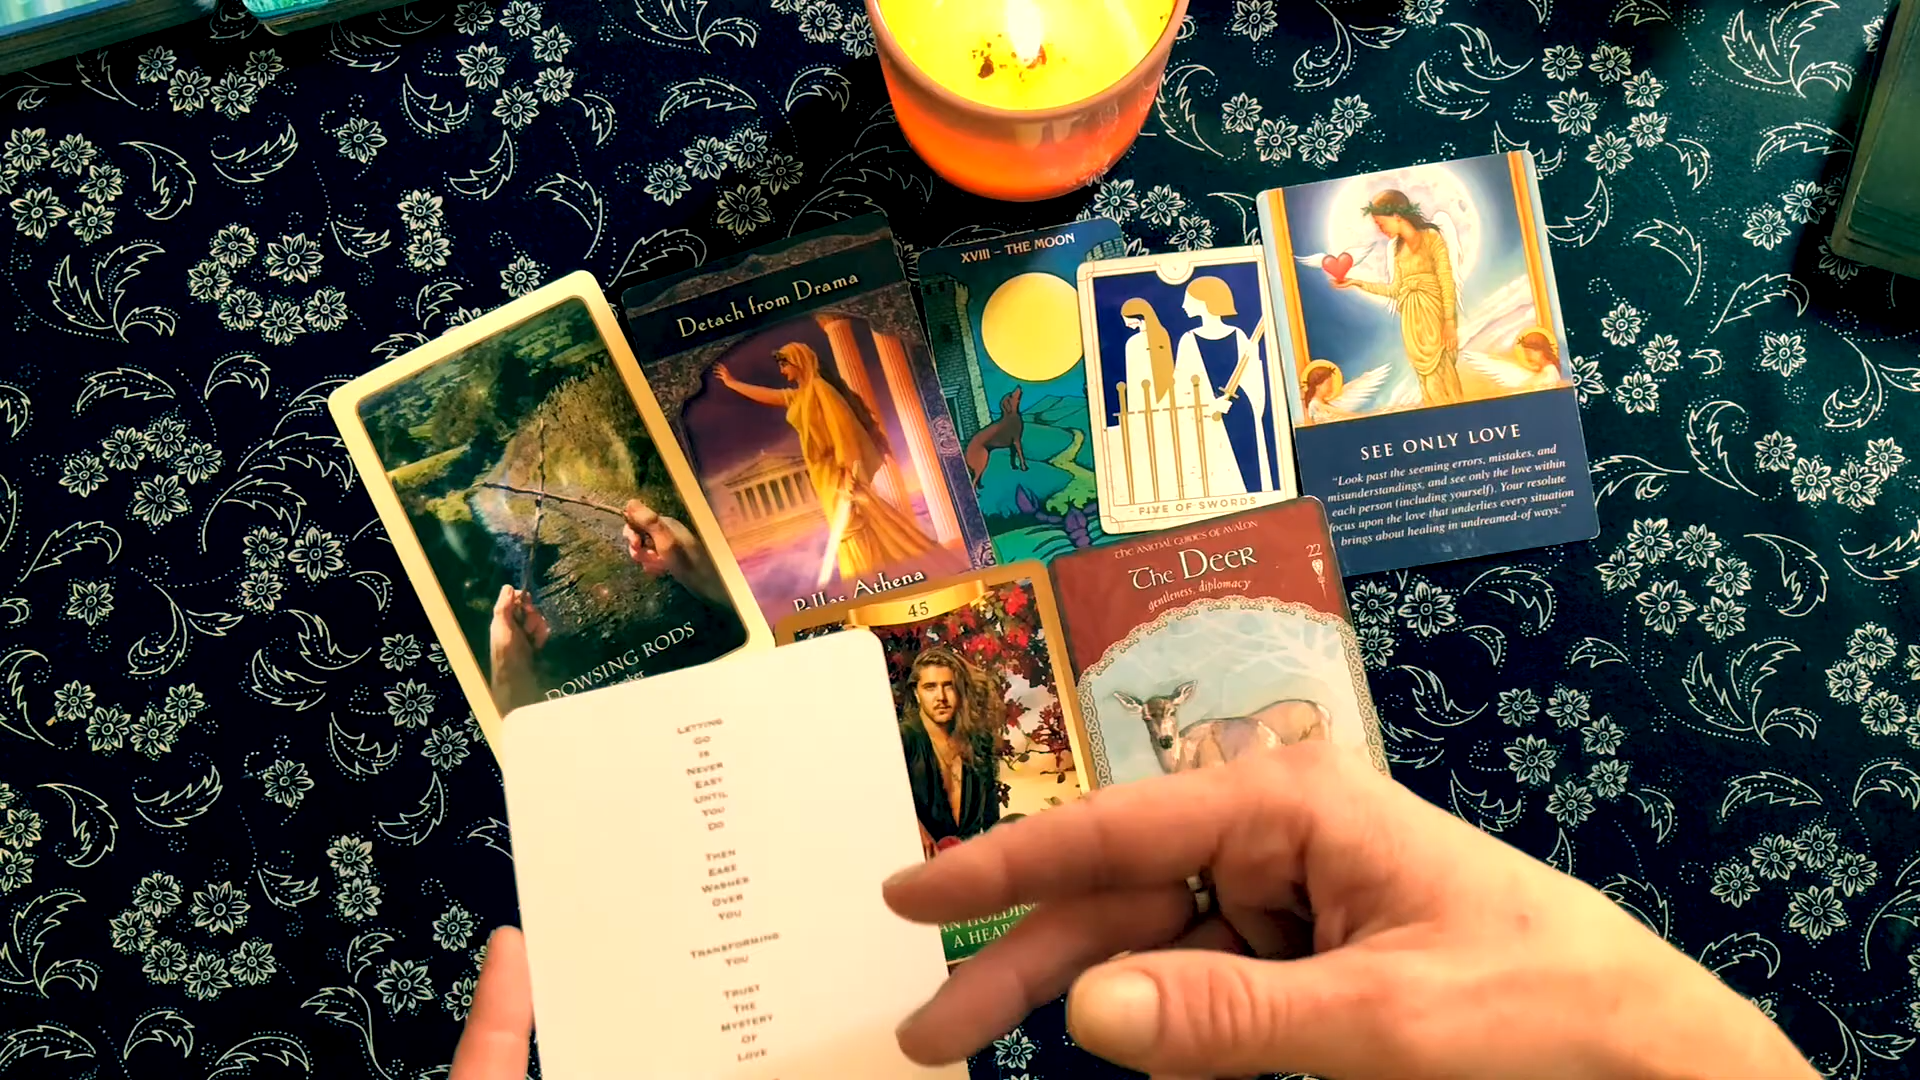 XVIII - THE MOON
Detach from Drama
Pallas Athena
DOWSING RODS
FIVE OF SWORDS
SEE ONLY LOVE
"Look past the seeming errors, mistakes, and
misunderstandings, and see only the love within
each person (including yourself). Your resolute
focus upon the love that underlies every situation
brings about healing in undreamed-of ways."
THE ANIMAL GUIDES OF AVALON
The Deer
22
gentleness, diplomacy
45
AN HOLDING
A HEAR
LETTING
GO
IS
NEVER
EASY
UNTIL
YOU
DO
THEN
EASE
WASHES
OVER
YOU
TRANSFORMING
YOU
TRUST
THE
MYSTERY
OF
LOVE